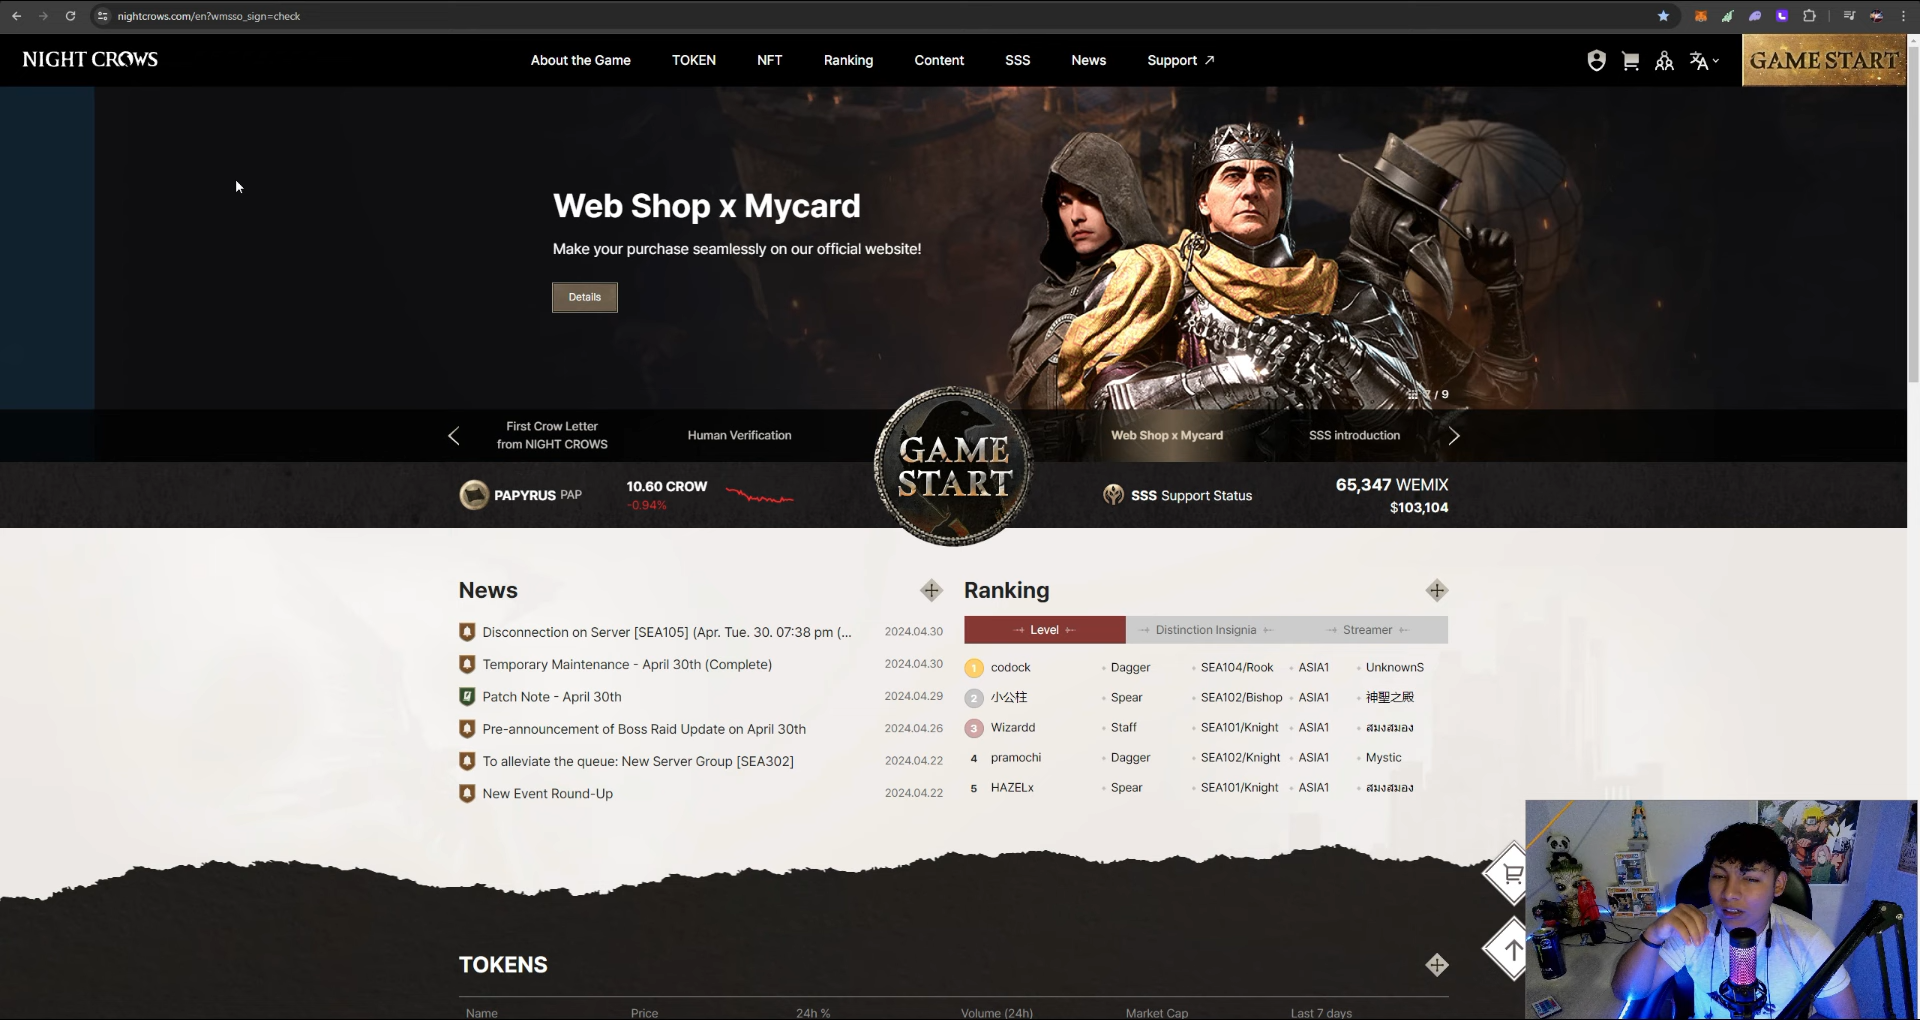 nightcrows.com/en?wmsso_sign=check
NIGHT CROWS
About the Game
TOKEN
NFT
Ranking
Content
SSS
News
Support
GAME START
Web Shop x Mycard
Make your purchase seamlessly on our official website!
Details
/ 9
First Crow Letter
from NIGHT CROWS
Human Verification
GAME
START
Web Shop x Mycard
SSS introduction
PAPYRUS PAP
10.60 CROW
-0.94%
SSS Support Status
65,347 WEMIX
$103,104
News
Disconnection on Server [SEA105] (Apr. Tue. 30. 07:38 pm (...
2024.04.30
Temporary Maintenance - April 30th (Complete)
2024.04.30
Patch Note - April 30th
2024.04.29
Pre-announcement of Boss Raid Update on April 30th
2024.04.26
To alleviate the queue: New Server Group [SEA302]
2024.04.22
New Event Round-Up
2024.04.22
Ranking
Level
Distinction Insignia
Streamer
1 codock Dagger SEA104/Rook ASIA1 UnknownS
2 小公柱 Spear SEA102/Bishop ASIA1 神聖之殿
3 Wizardd Staff SEA101/Knight ASIA1 สมงสมอง
4 pramochi Dagger SEA102/Knight ASIA1 Mystic
5 HAZELx Spear SEA101/Knight ASIA1 สมงสมอง
TOKENS
Name Price 24h % Volume (24h) Market Cap Last 7 days